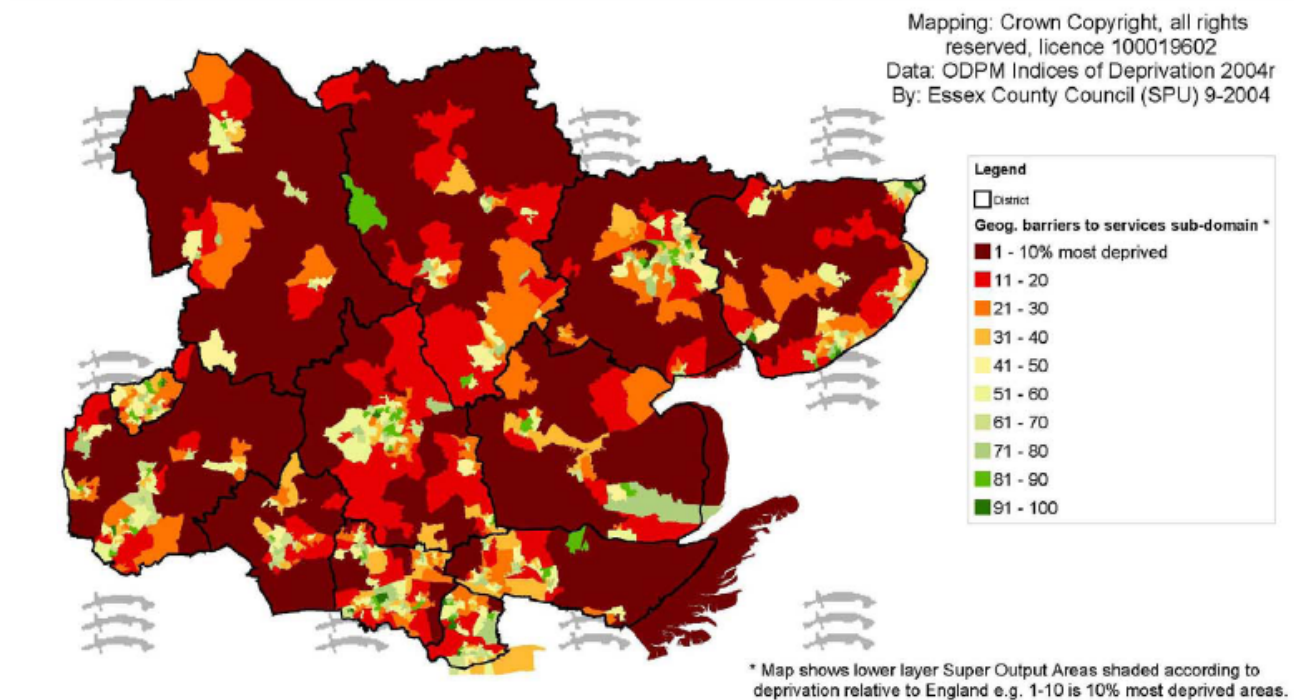 Mapping: Crown Copyright, all rights
reserved, licence 100019602
Data: ODPM Indices of Deprivation 2004r
By: Essex County Council (SPU) 9-2004
Legend
District
Geog. barriers to services sub-domain *
1 - 10% most deprived
11 - 20
21 - 30
31 - 40
41 - 50
51 - 60
61 - 70
71 - 80
81 - 90
91 - 100
* Map shows lower layer Super Output Areas shaded according to
deprivation relative to England e.g. 1-10 is 10% most deprived areas.